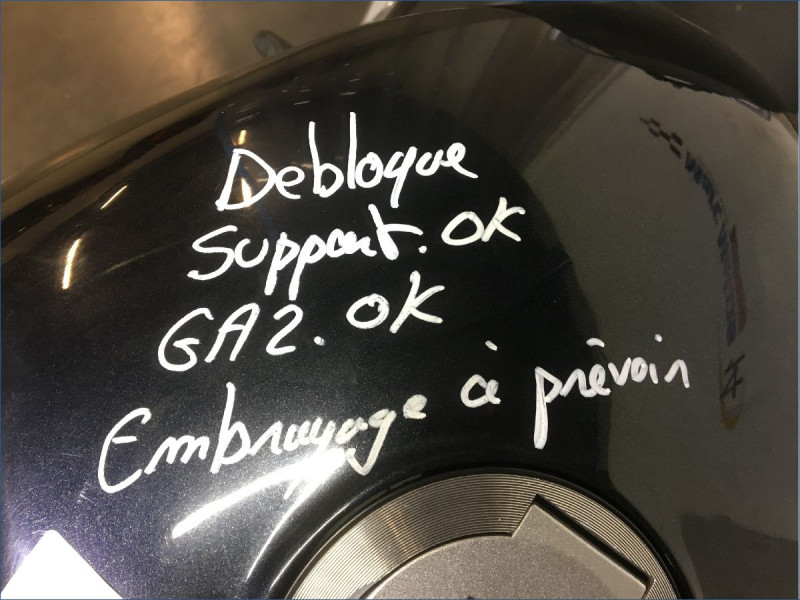 Debloque
Support. OK
GA2. OK
Embrayage à prévoir